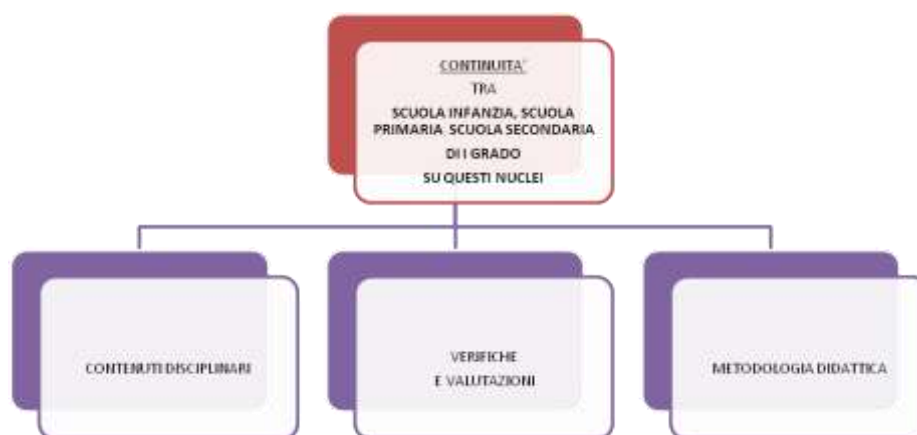 CONTINUITA'
TRA
SCUOLA INFANZIA, SCUOLA
PRIMARIA SCUOLA SECONDARIA
DI I GRADO
SU QUESTI NUCLEI
CONTENUTI DISCIPLINARI
VERIFICHE
E VALUTAZIONI
METODOLOGIA DIDATTICA